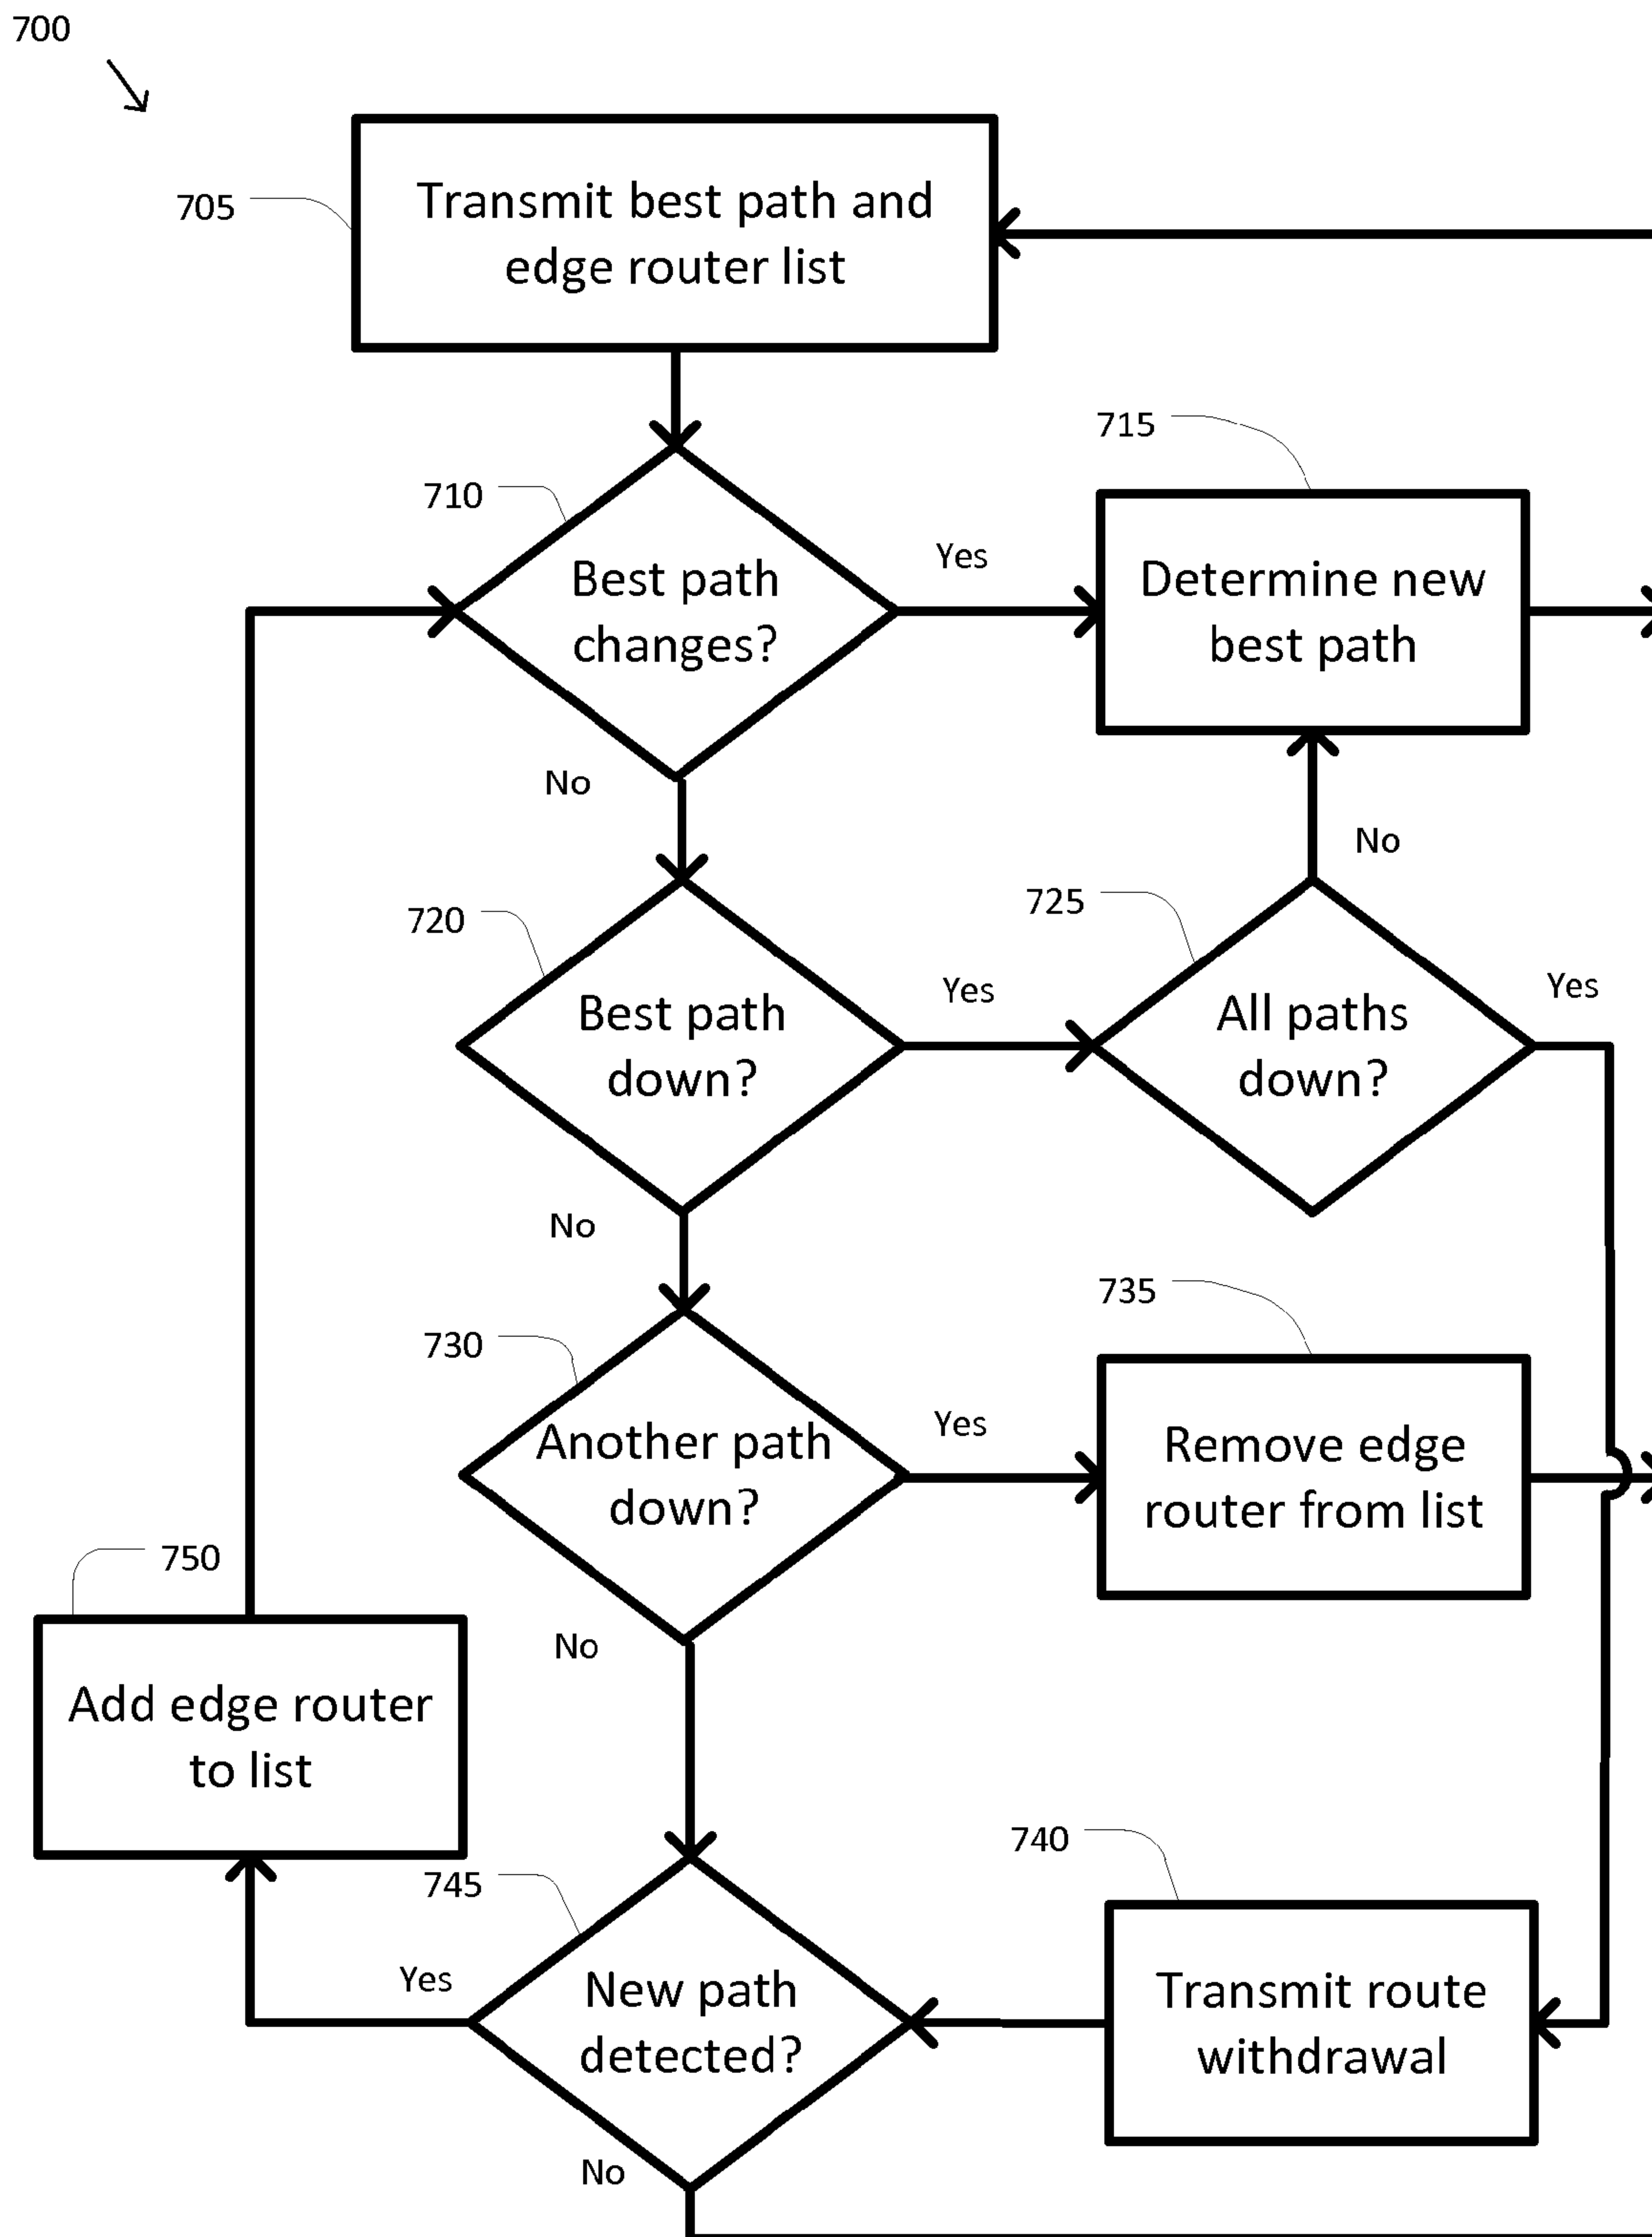 700
705
Transmit best path and
edge router list
710
Best path
changes?
Yes
715
Determine new
best path
No
720
Best path
down?
Yes
725
All paths
down?
No
Yes
No
730
Another path
down?
Yes
735
Remove edge
router from list
No
750
Add edge router
to list
745
New path
detected?
Yes
740
Transmit route
withdrawal
No